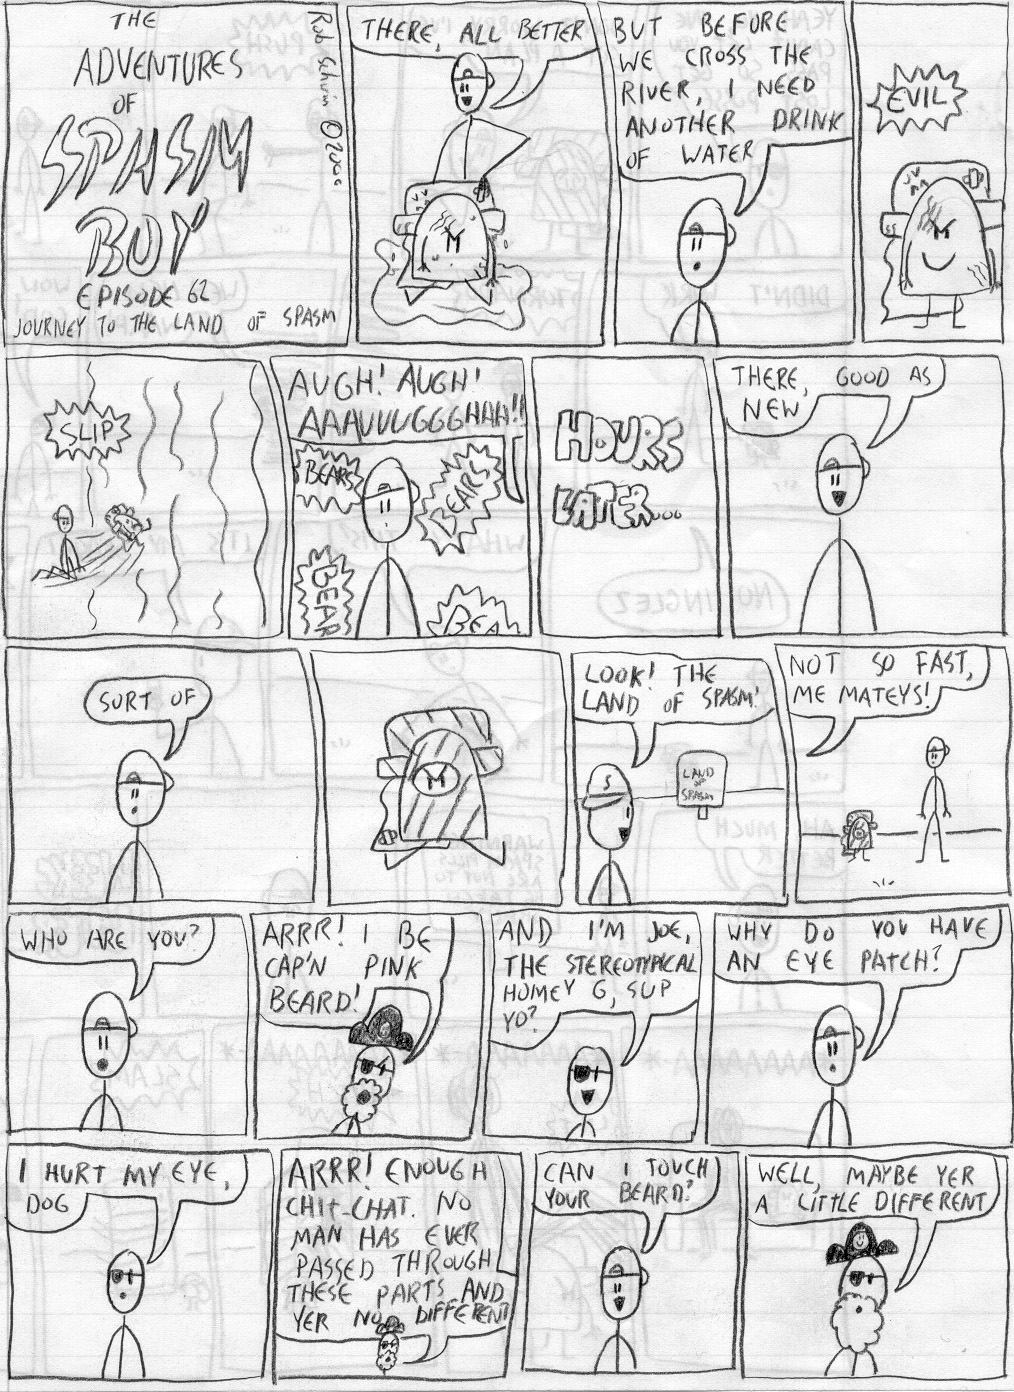 THE
ADVENTURES
OF
SPASM
BOY
EPISODE 62
JOURNEY TO THE LAND OF SPASM
THERE, ALL BETTER
M
BUT BEFORE
WE CROSS THE
RIVER, I NEED
ANOTHER DRINK
OF WATER
EVIL
M
SLIP
AUGH! AUGH!
AAAUUUGGGHHH!!
BEARS
BEARS
BEAR
BEA
HOURS
LATER...
THERE, GOOD AS
NEW
SORT OF
M
LOOK! THE
LAND OF SPASM!
S
LAND
OF
SPASM
NOT SO FAST,
ME MATEYS!
WHO ARE YOU?
ARRR! I BE
CAP'N PINK
BEARD!
AND I'M JOE,
THE STEREOTYPICAL
HOMEY G, SUP
YO?
WHY DO YOU HAVE
AN EYE PATCH?
I HURT MY EYE,
DOG
ARRR! ENOUGH
CHIT-CHAT. NO
MAN HAS EVER
PASSED THROUGH
THESE PARTS AND
YER NO DIFFERENT
CAN I TOUCH
YOUR BEARD?
WELL, MAYBE YER
A LITTLE DIFFERENT